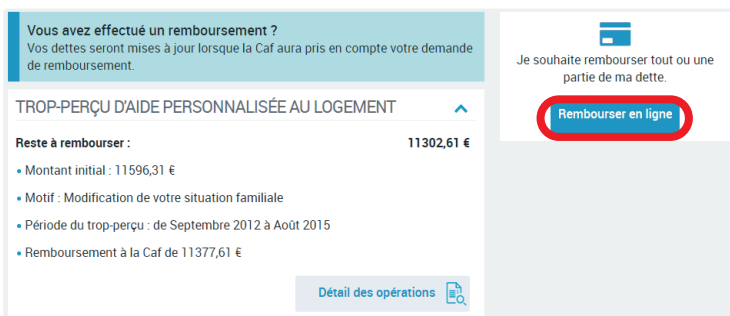 Vous avez effectué un remboursement ?
Vos dettes seront mises à jour lorsque la Caf aura pris en compte votre demande
de remboursement.
TROP-PERÇU D'AIDE PERSONNALISÉE AU LOGEMENT
Reste à rembourser : 11302,61 €
• Montant initial : 11596,31 €
• Motif : Modification de votre situation familiale
• Période du trop-perçu : de Septembre 2012 à Août 2015
• Remboursement à la Caf de 11377,61 €
Détail des opérations
Je souhaite rembourser tout ou une
partie de ma dette.
Rembourser en ligne